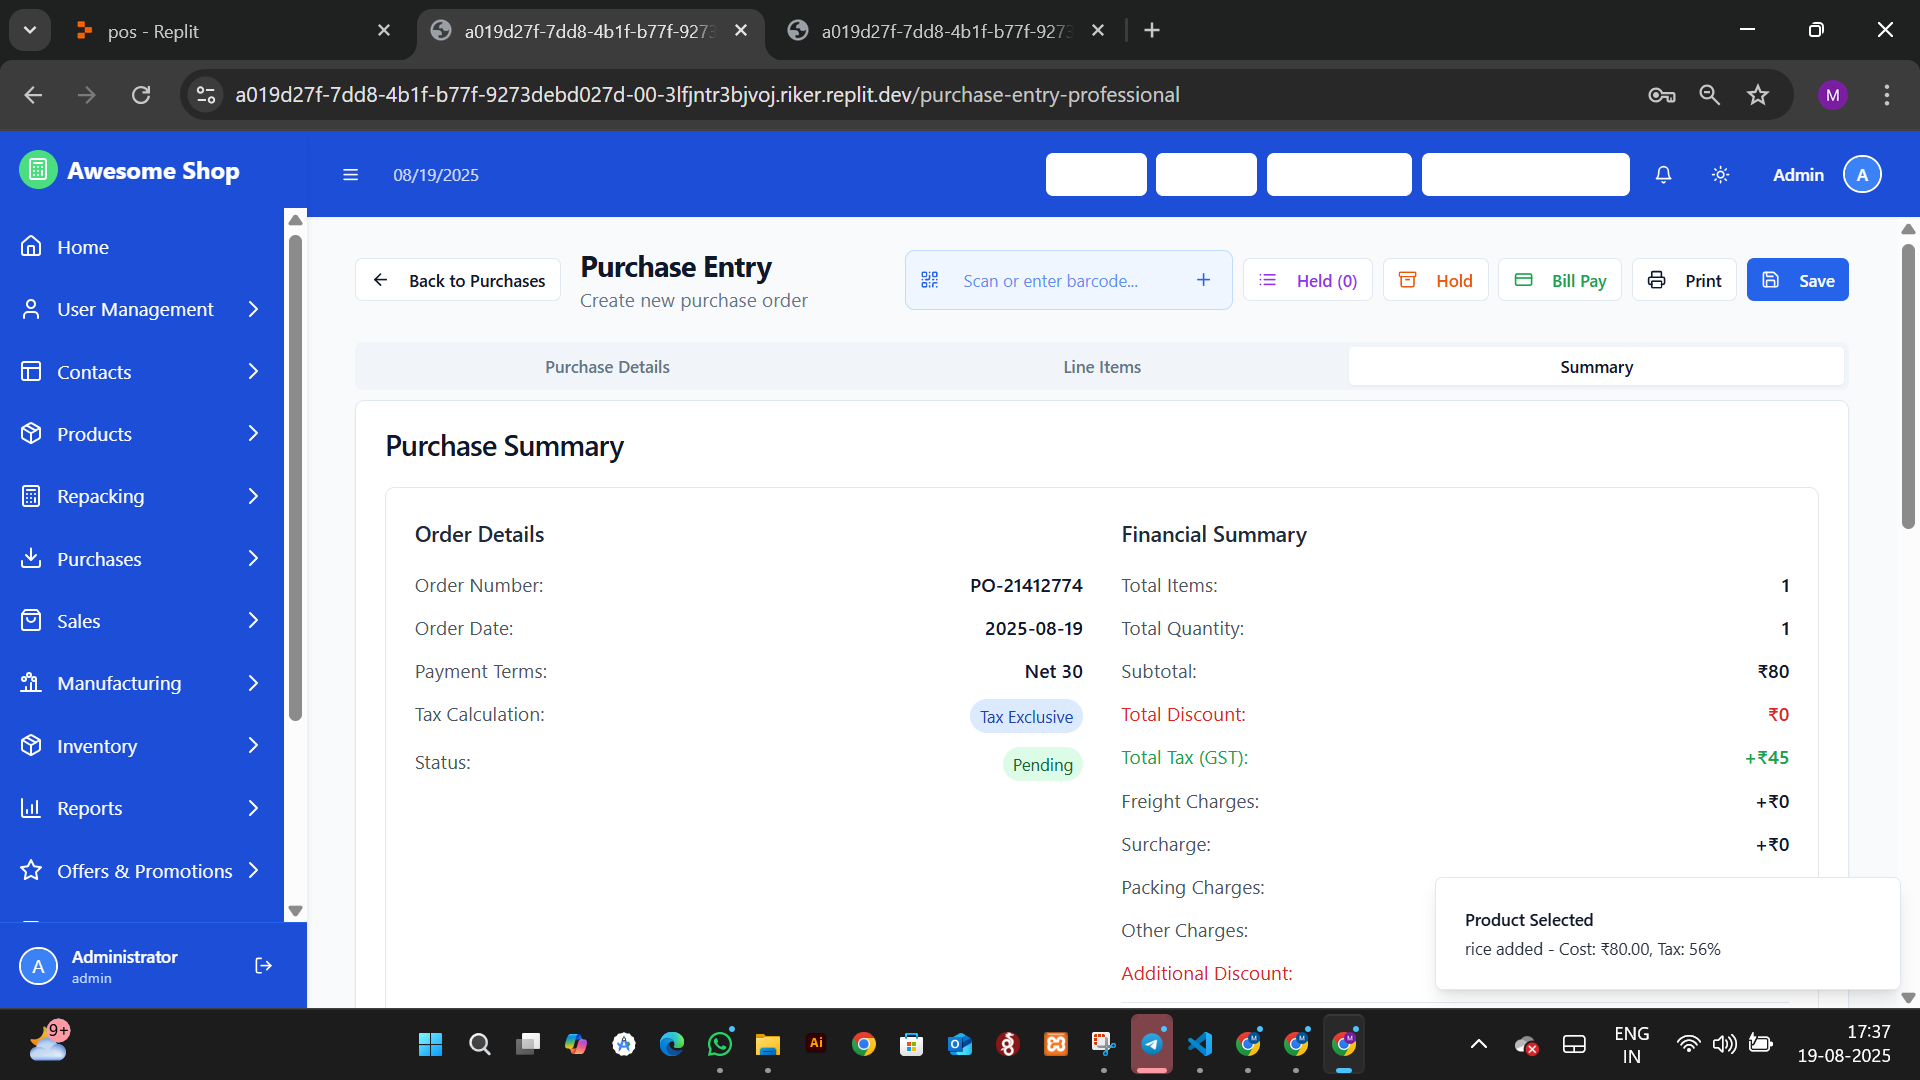 pos - Replit
a019d27f-7dd8-4b1f-b77f-9273
a019d27f-7dd8-4b1f-b77f-9273
a019d27f-7dd8-4b1f-b77f-9273debd027d-00-3lfjntr3bjvoj.riker.replit.dev/purchase-entry-professional
M
Awesome Shop
08/19/2025
Admin
A
Home
User Management
Contacts
Products
Repacking
Purchases
Sales
Manufacturing
Inventory
Reports
Offers & Promotions
A
Administrator
admin
Back to Purchases
Purchase Entry
Create new purchase order
Scan or enter barcode...
Held (0)
Hold
Bill Pay
Print
Save
Purchase Details
Line Items
Summary
Purchase Summary
Order Details
Order Number: PO-21412774
Order Date: 2025-08-19
Payment Terms: Net 30
Tax Calculation: Tax Exclusive
Status: Pending
Financial Summary
Total Items: 1
Total Quantity: 1
Subtotal: ₹80
Total Discount: ₹0
Total Tax (GST): +₹45
Freight Charges: +₹0
Surcharge: +₹0
Packing Charges:
Other Charges:
Additional Discount:
Product Selected
rice added - Cost: ₹80.00, Tax: 56%
9+
Ai
ENG
IN
17:37
19-08-2025